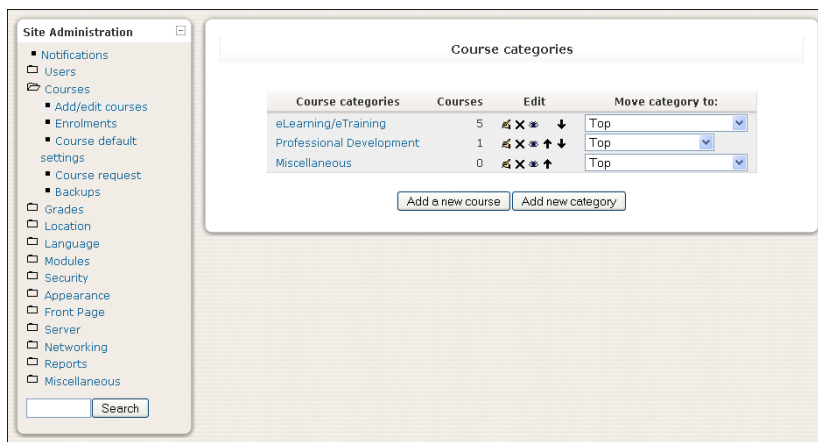 Site Administration
Notifications
Users
Courses
Add/edit courses
Enrolments
Course default
settings
Course request
Backups
Grades
Location
Language
Modules
Security
Appearance
Front Page
Server
Networking
Reports
Miscellaneous
Search
Course categories
Course categories Courses Edit Move category to:
eLearning/eTraining 5 Top
Professional Development 1 Top
Miscellaneous 0 Top
Add a new course Add new category